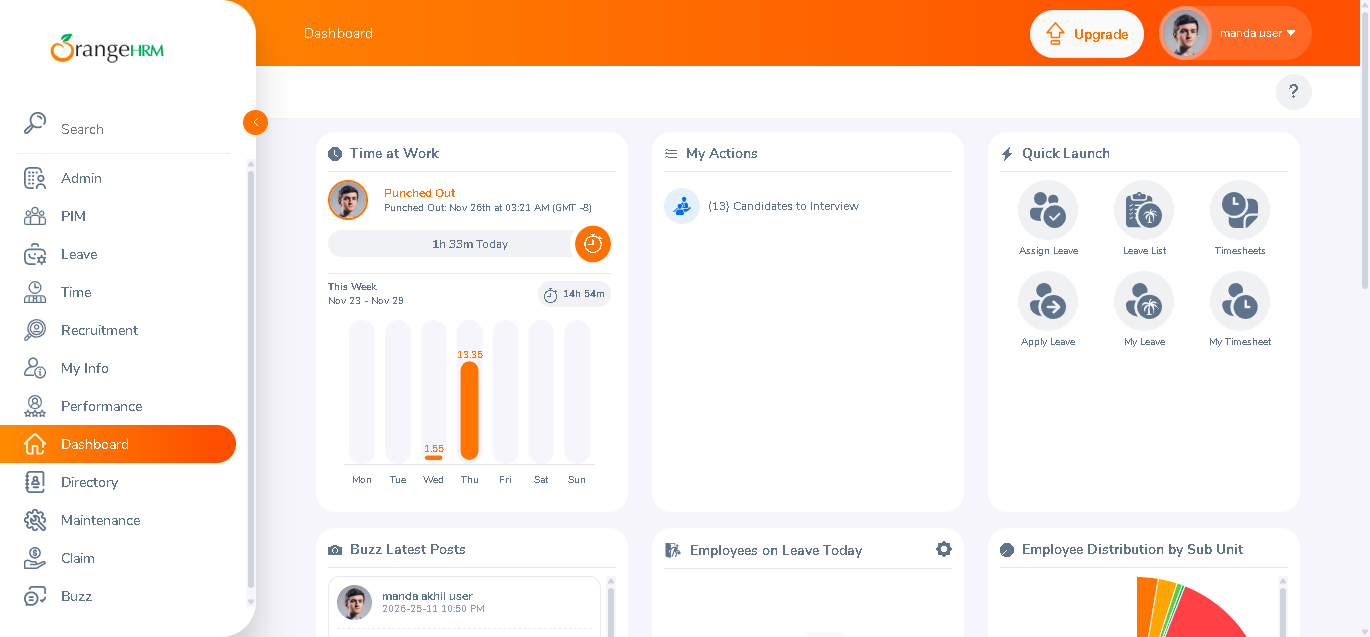 OrangeHRM
Dashboard
Upgrade
manda user
?
Search
Admin
PIM
Leave
Time
Recruitment
My Info
Performance
Dashboard
Directory
Maintenance
Claim
Buzz
Time at Work
Punched Out
Punched Out: Nov 26th at 03:21 AM (GMT -8)
1h 33m Today
This Week
Nov 23 - Nov 29
14h 54m
13.35
1.55
Mon Tue Wed Thu Fri Sat Sun
My Actions
(13) Candidates to Interview
Quick Launch
Assign Leave Leave List Timesheets
Apply Leave My Leave My Timesheet
Buzz Latest Posts
manda akhil user
2026-25-11 10:50 PM
Employees on Leave Today
Employee Distribution by Sub Unit